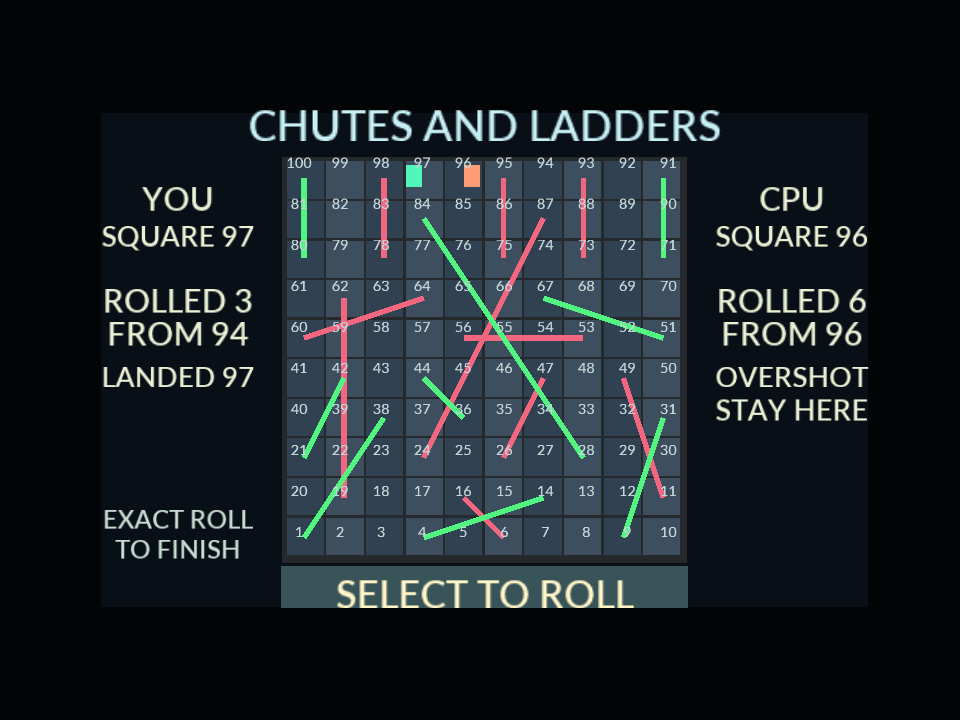 CHUTES AND LADDERS
YOU
SQUARE 97
ROLLED 3
FROM 94
LANDED 97
EXACT ROLL
TO FINISH
100 99 98 97 96 95 94 93 92 91
81 82 83 84 85 86 87 88 89 90
80 79 78 77 76 75 74 73 72 71
61 62 63 64 65 66 67 68 69 70
60 59 58 57 56 55 54 53 52 51
41 42 43 44 45 46 47 48 49 50
40 39 38 37 36 35 34 33 32 31
21 22 23 24 25 26 27 28 29 30
20 19 18 17 16 15 14 13 12 11
1 2 3 4 5 6 7 8 9 10
CPU
SQUARE 96
ROLLED 6
FROM 96
OVERSHOT
STAY HERE
SELECT TO ROLL